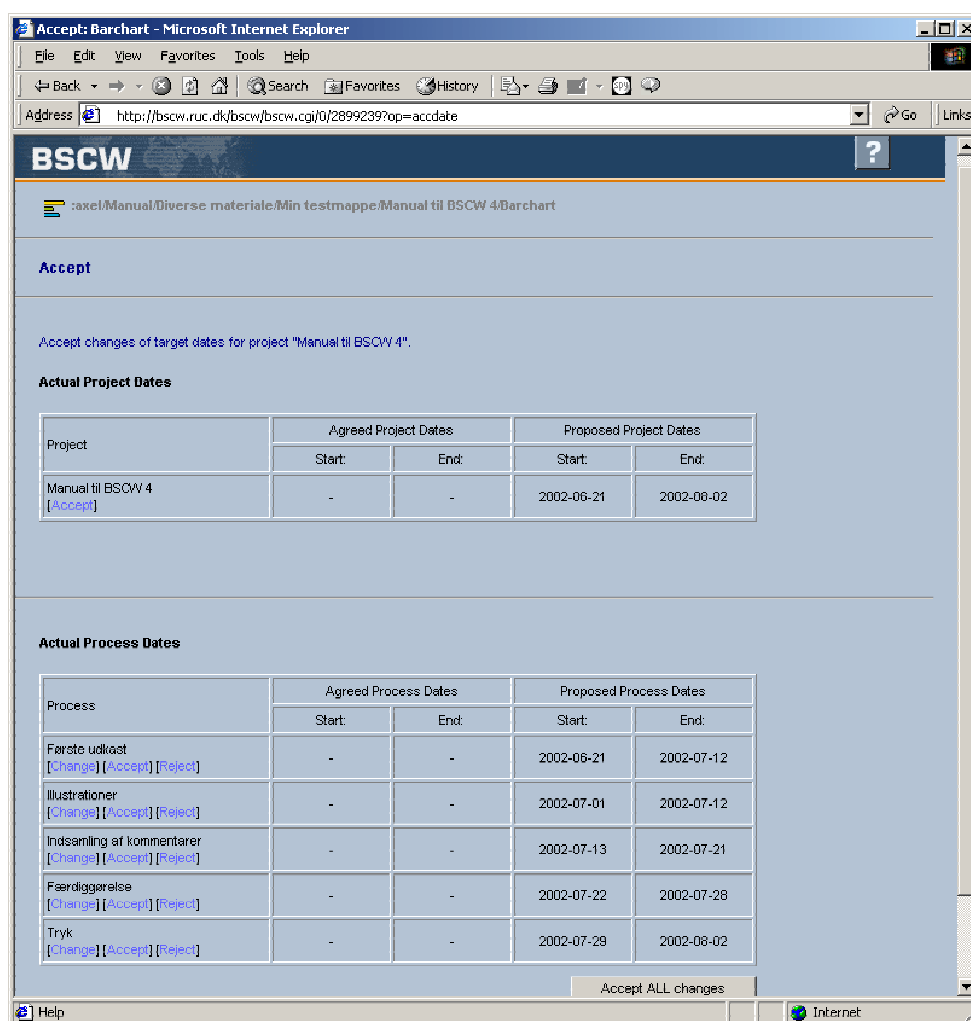 Accept: Barchart - Microsoft Internet Explorer
File Edit View Favorites Tools Help
Back Search Favorites History
Address http://bscw.ruc.dk/bscw/bscw.cgi/0/2899239?op=accdate Go Links
BSCW ?
:axel/Manual/Diverse materiale/Min testmappe/Manual til BSCW 4/Barchart
Accept
Accept changes of target dates for project "Manual til BSCW 4".
Actual Project Dates
Project Agreed Project Dates Proposed Project Dates
Start: End: Start: End:
Manual til BSCW 4
[Accept]
- - 2002-06-21 2002-08-02
Actual Process Dates
Process Agreed Process Dates Proposed Process Dates
Start: End: Start: End:
Første udkast
[Change] [Accept] [Reject]
- - 2002-06-21 2002-07-12
Illustrationer
[Change] [Accept] [Reject]
- - 2002-07-01 2002-07-12
Indsamling af kommentarer
[Change] [Accept] [Reject]
- - 2002-07-13 2002-07-21
Færdiggørelse
[Change] [Accept] [Reject]
- - 2002-07-22 2002-07-28
Tryk
[Change] [Accept] [Reject]
- - 2002-07-29 2002-08-02
Accept ALL changes
Help Internet